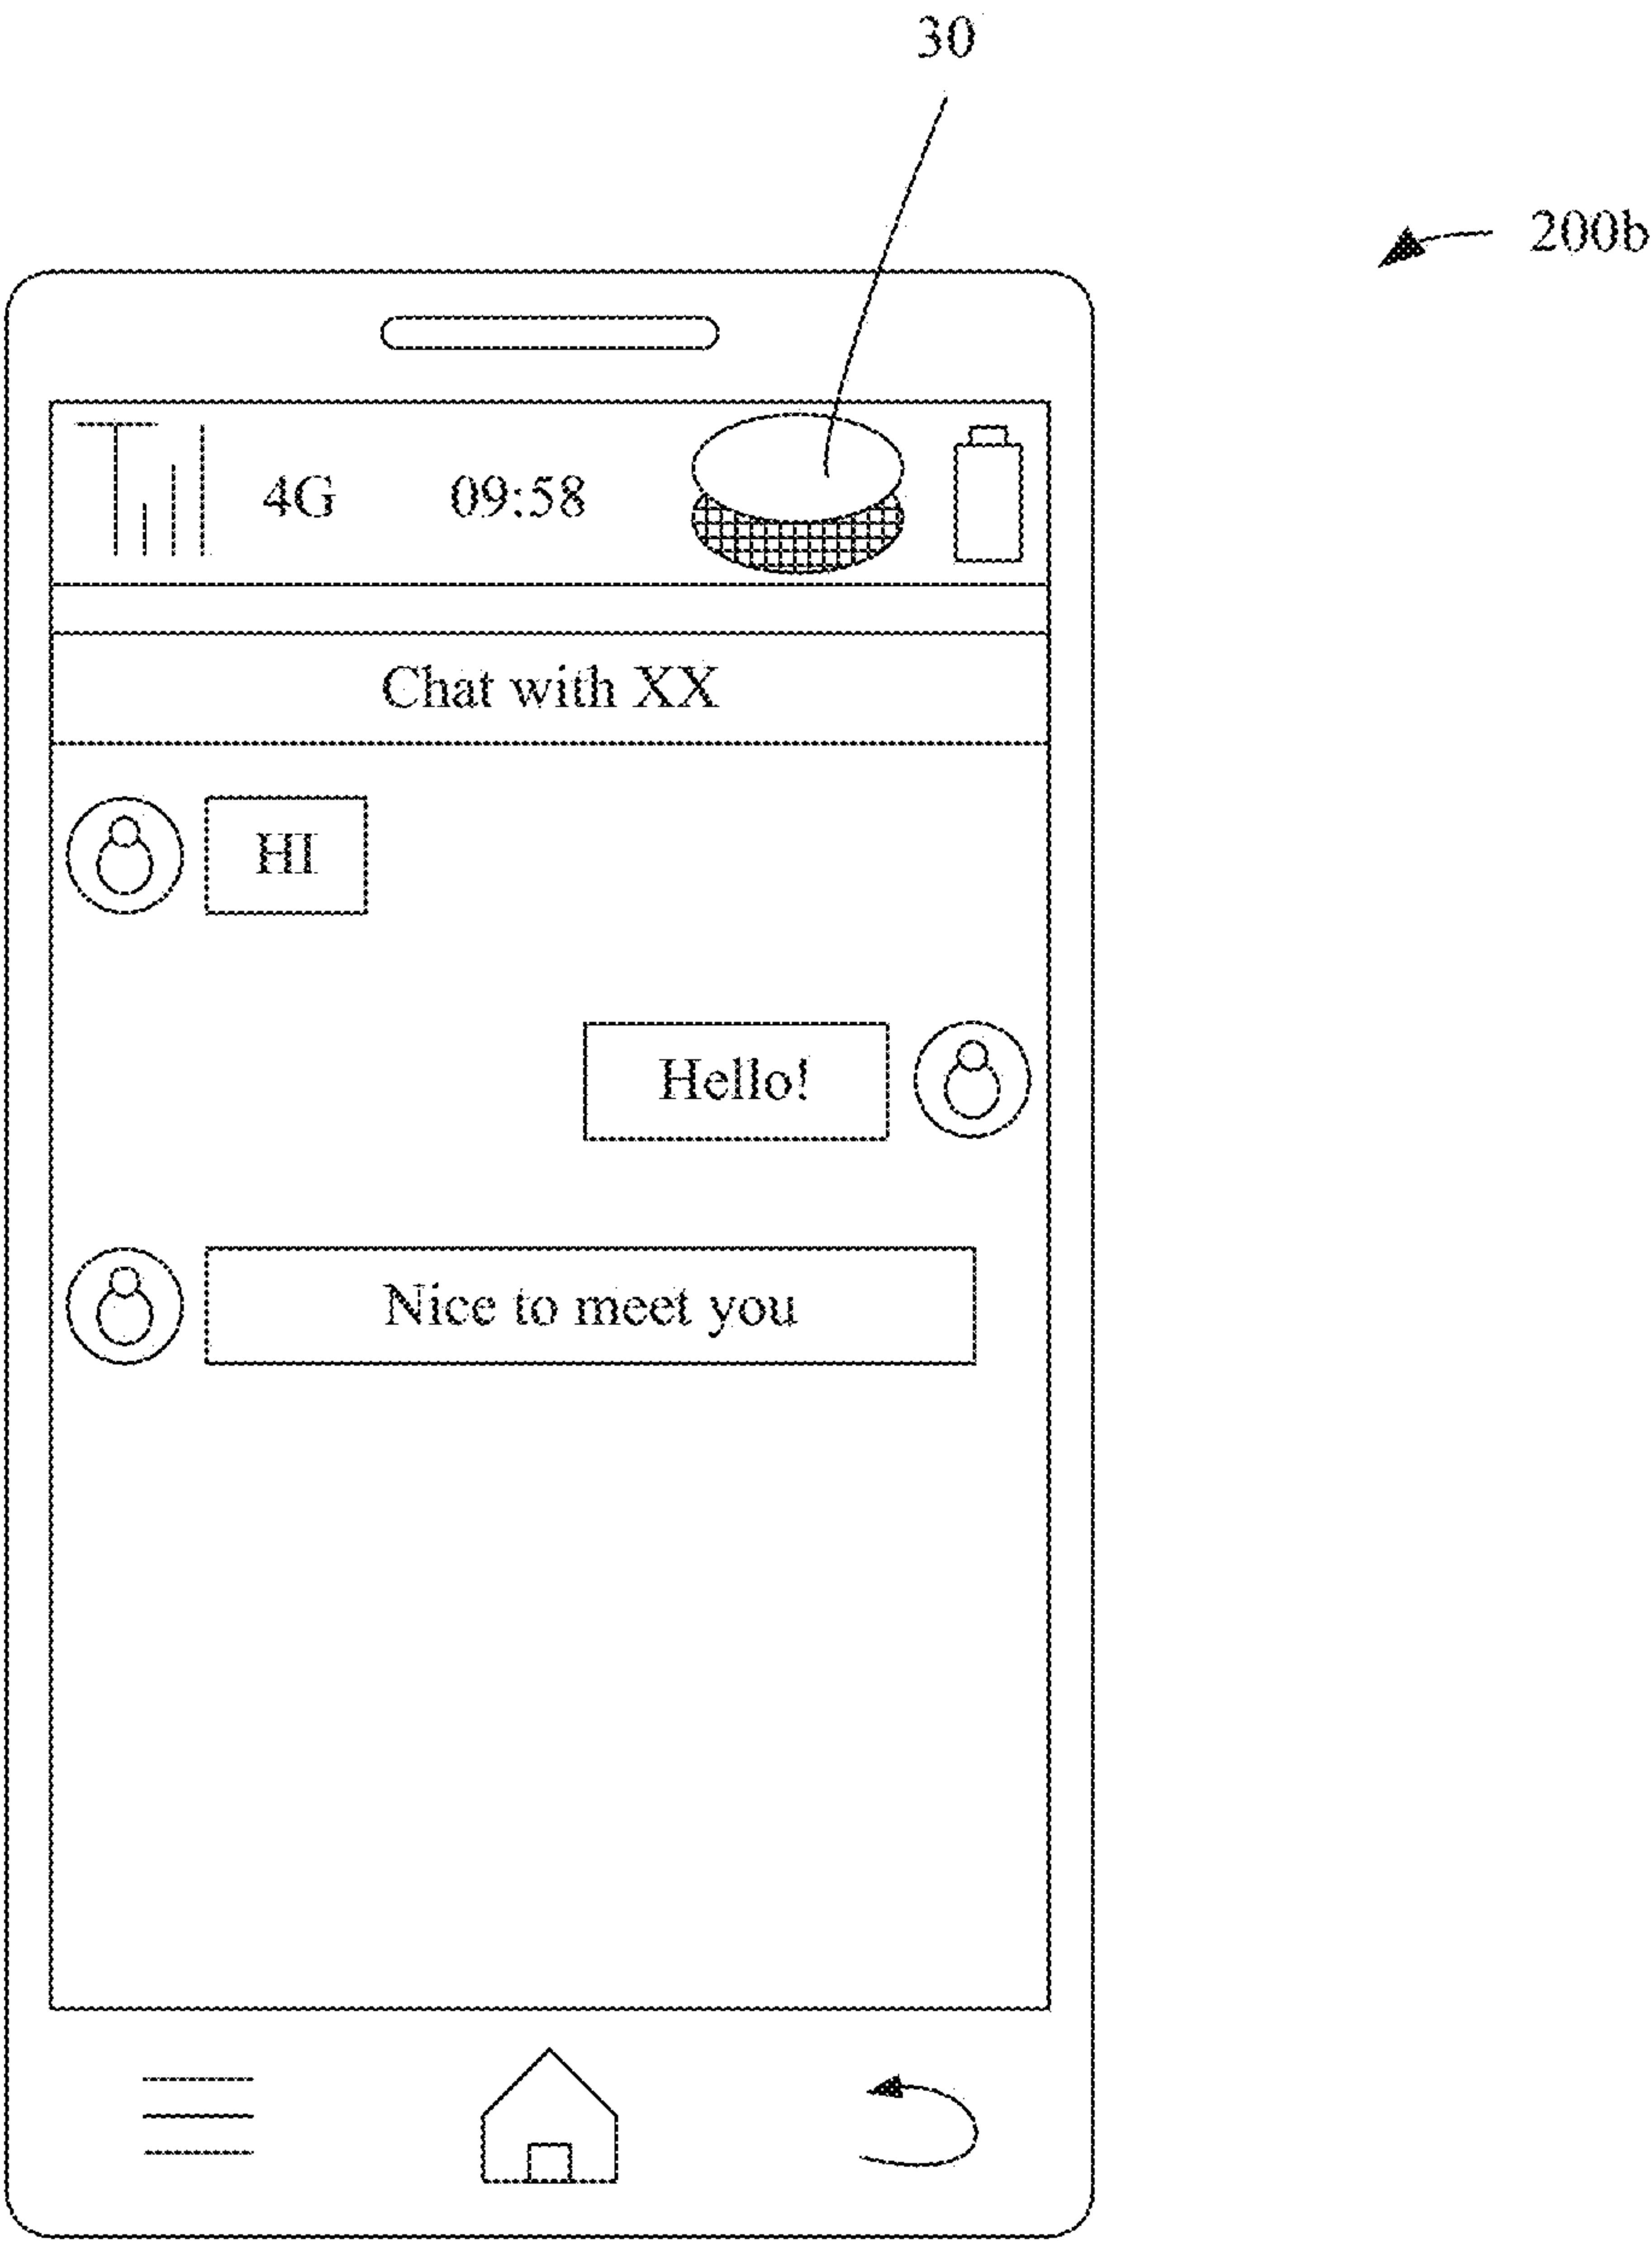 30
200b
4G 09:58
Chat with XX
HI
Hello!
Nice to meet you